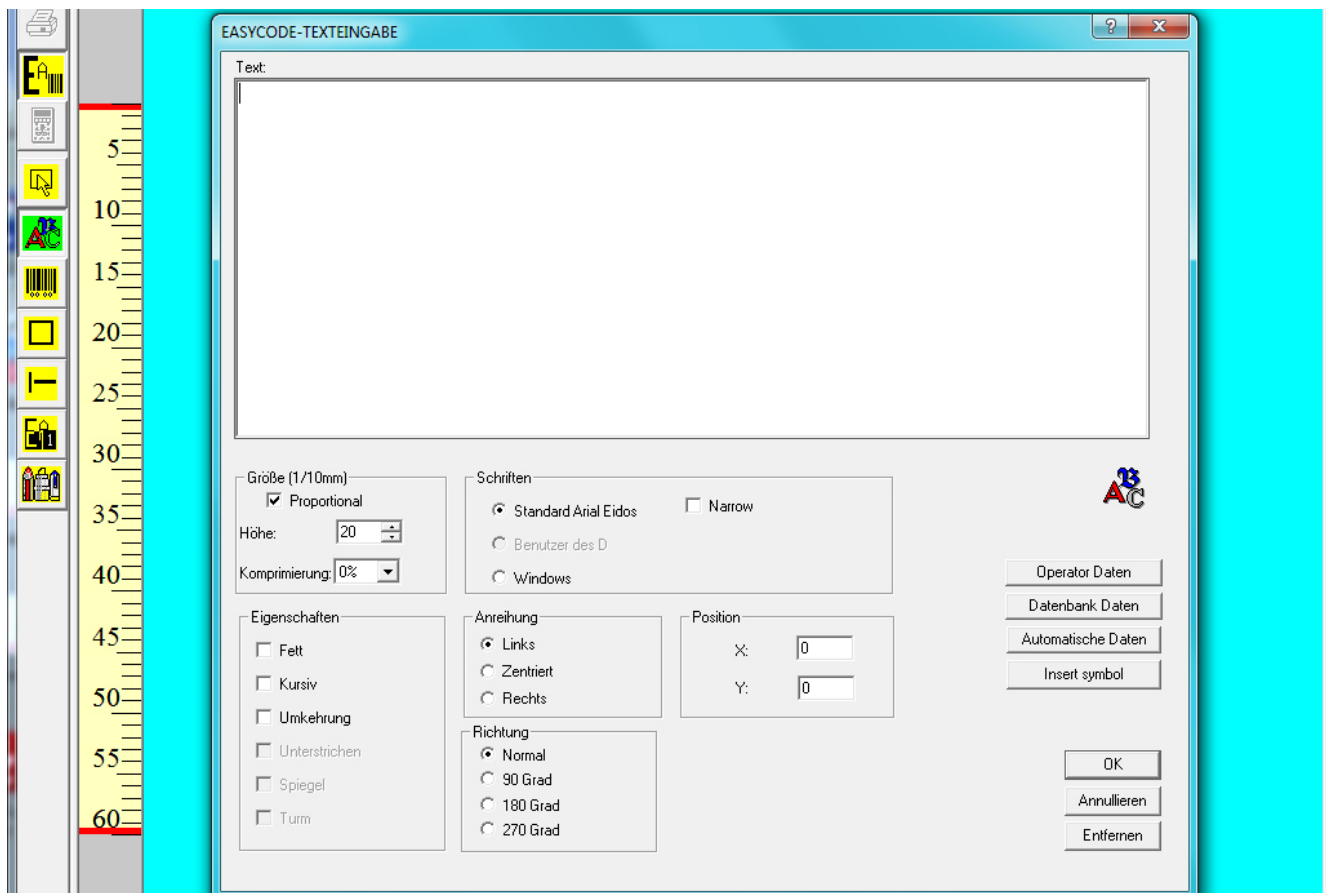 EASYCODE-TEXTEINGABE
?
X
Text:
5
10
15
20
25
30
35
40
45
50
55
60
Größe (1/10mm)
Proportional
Höhe: 20
Komprimierung: 0%
Schriften
Standard Arial Eidos
Narrow
Benutzer des D
Windows
ABC
Operator Daten
Datenbank Daten
Automatische Daten
Insert symbol
Eigenschaften
Fett
Kursiv
Umkehrung
Unterstrichen
Spiegel
Turm
Anreihung
Links
Zentriert
Rechts
Position
X: 0
Y: 0
Richtung
Normal
90 Grad
180 Grad
270 Grad
OK
Annullieren
Entfernen